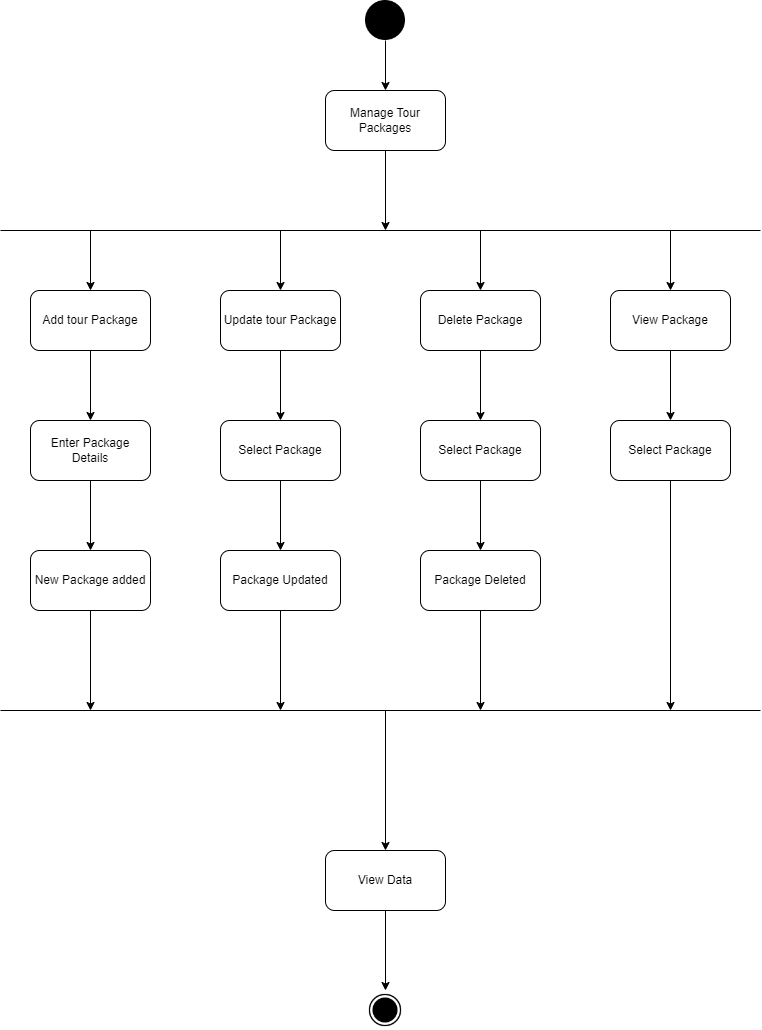 Manage Tour
Packages
Add tour Package
Update tour Package
Delete Package
View Package
Enter Package
Details
Select Package
Select Package
Select Package
New Package added
Package Updated
Package Deleted
View Data